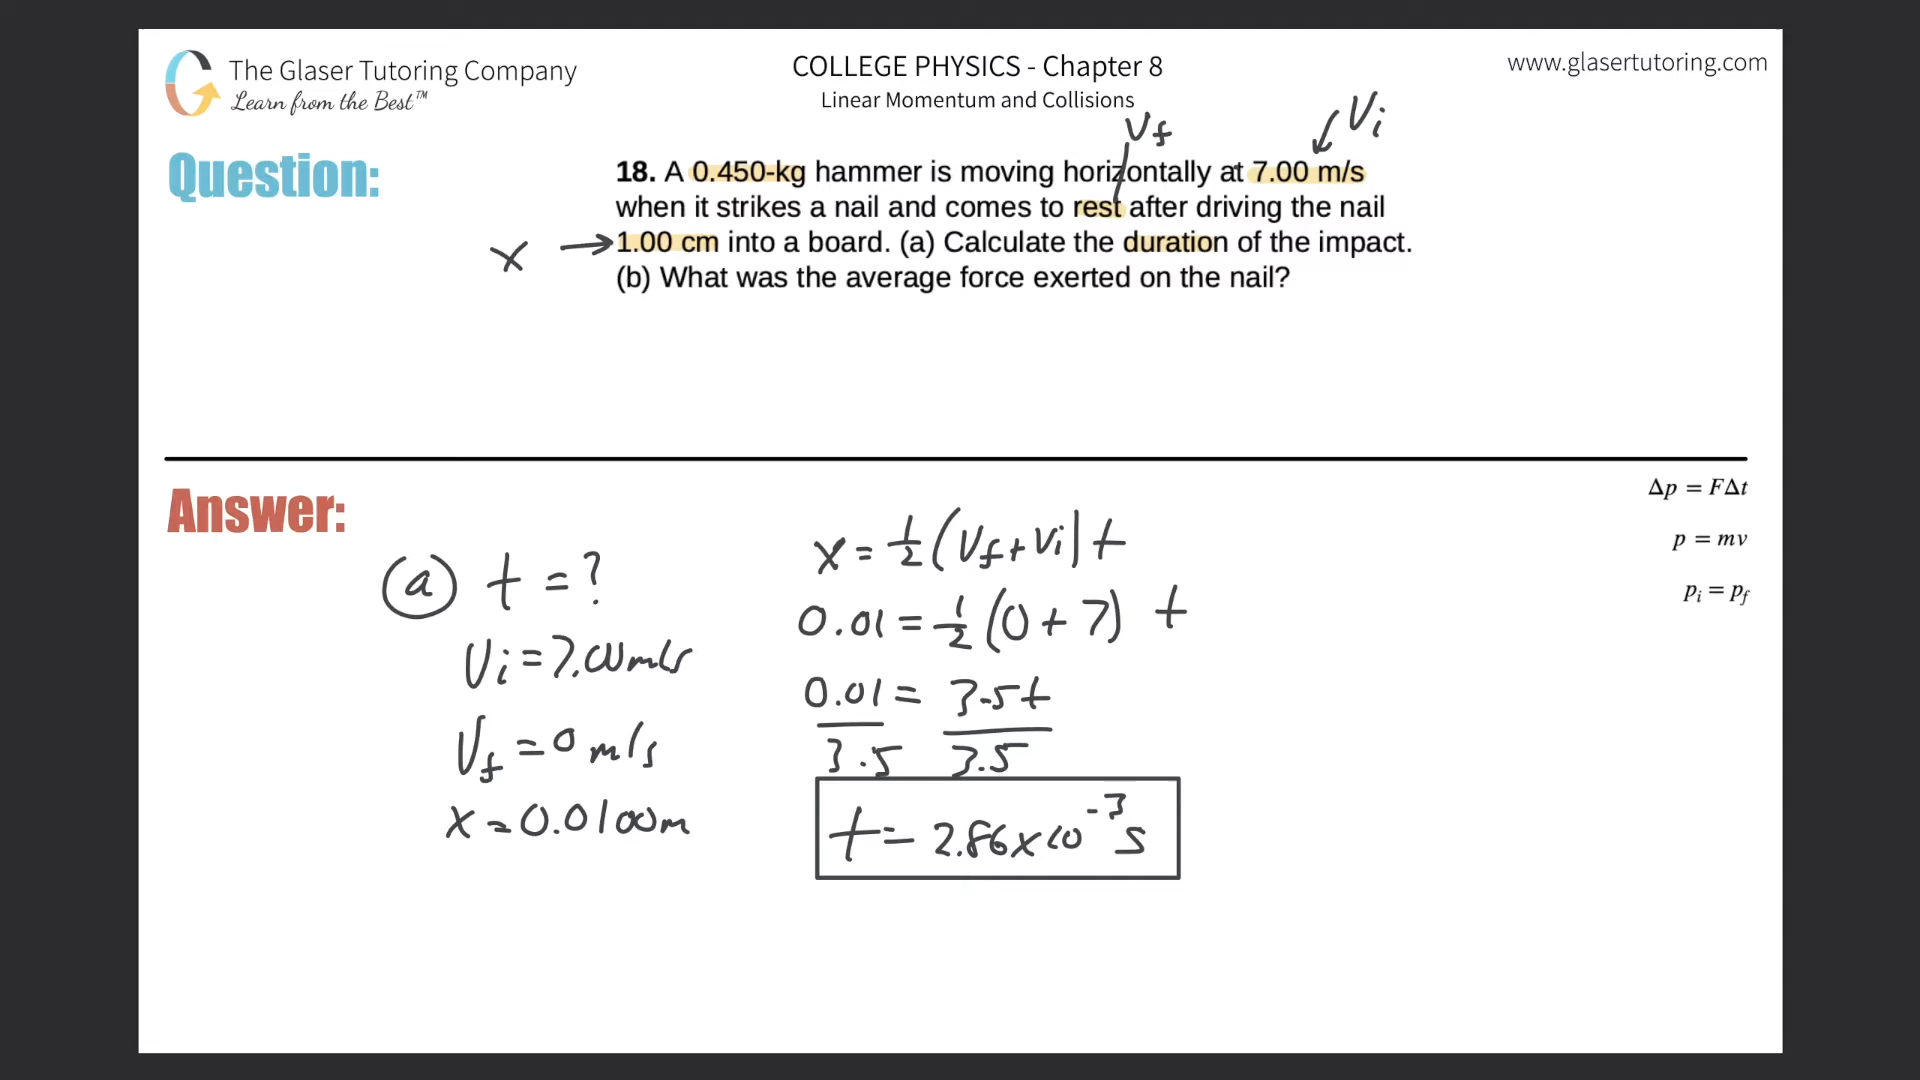 The Glaser Tutoring Company
Learn from the Best™
COLLEGE PHYSICS - Chapter 8
Linear Momentum and Collisions
www.glasertutoring.com
Vf
Vi
Question:
18. A 0.450-kg hammer is moving horizontally at 7.00 m/s
when it strikes a nail and comes to rest after driving the nail
x → 1.00 cm into a board. (a) Calculate the duration of the impact.
(b) What was the average force exerted on the nail?
Answer:
Δp = FΔt
p = mv
pᵢ = p_f
(a) t = ?
Vi = 7.00 m/s
Vf = 0 m/s
x = 0.0100m
x = ½ (Vf + Vi) t
0.01 = ½ (0 + 7) t
0.01 = 3.5t
3.5 3.5
t = 2.86 x 10⁻³ s